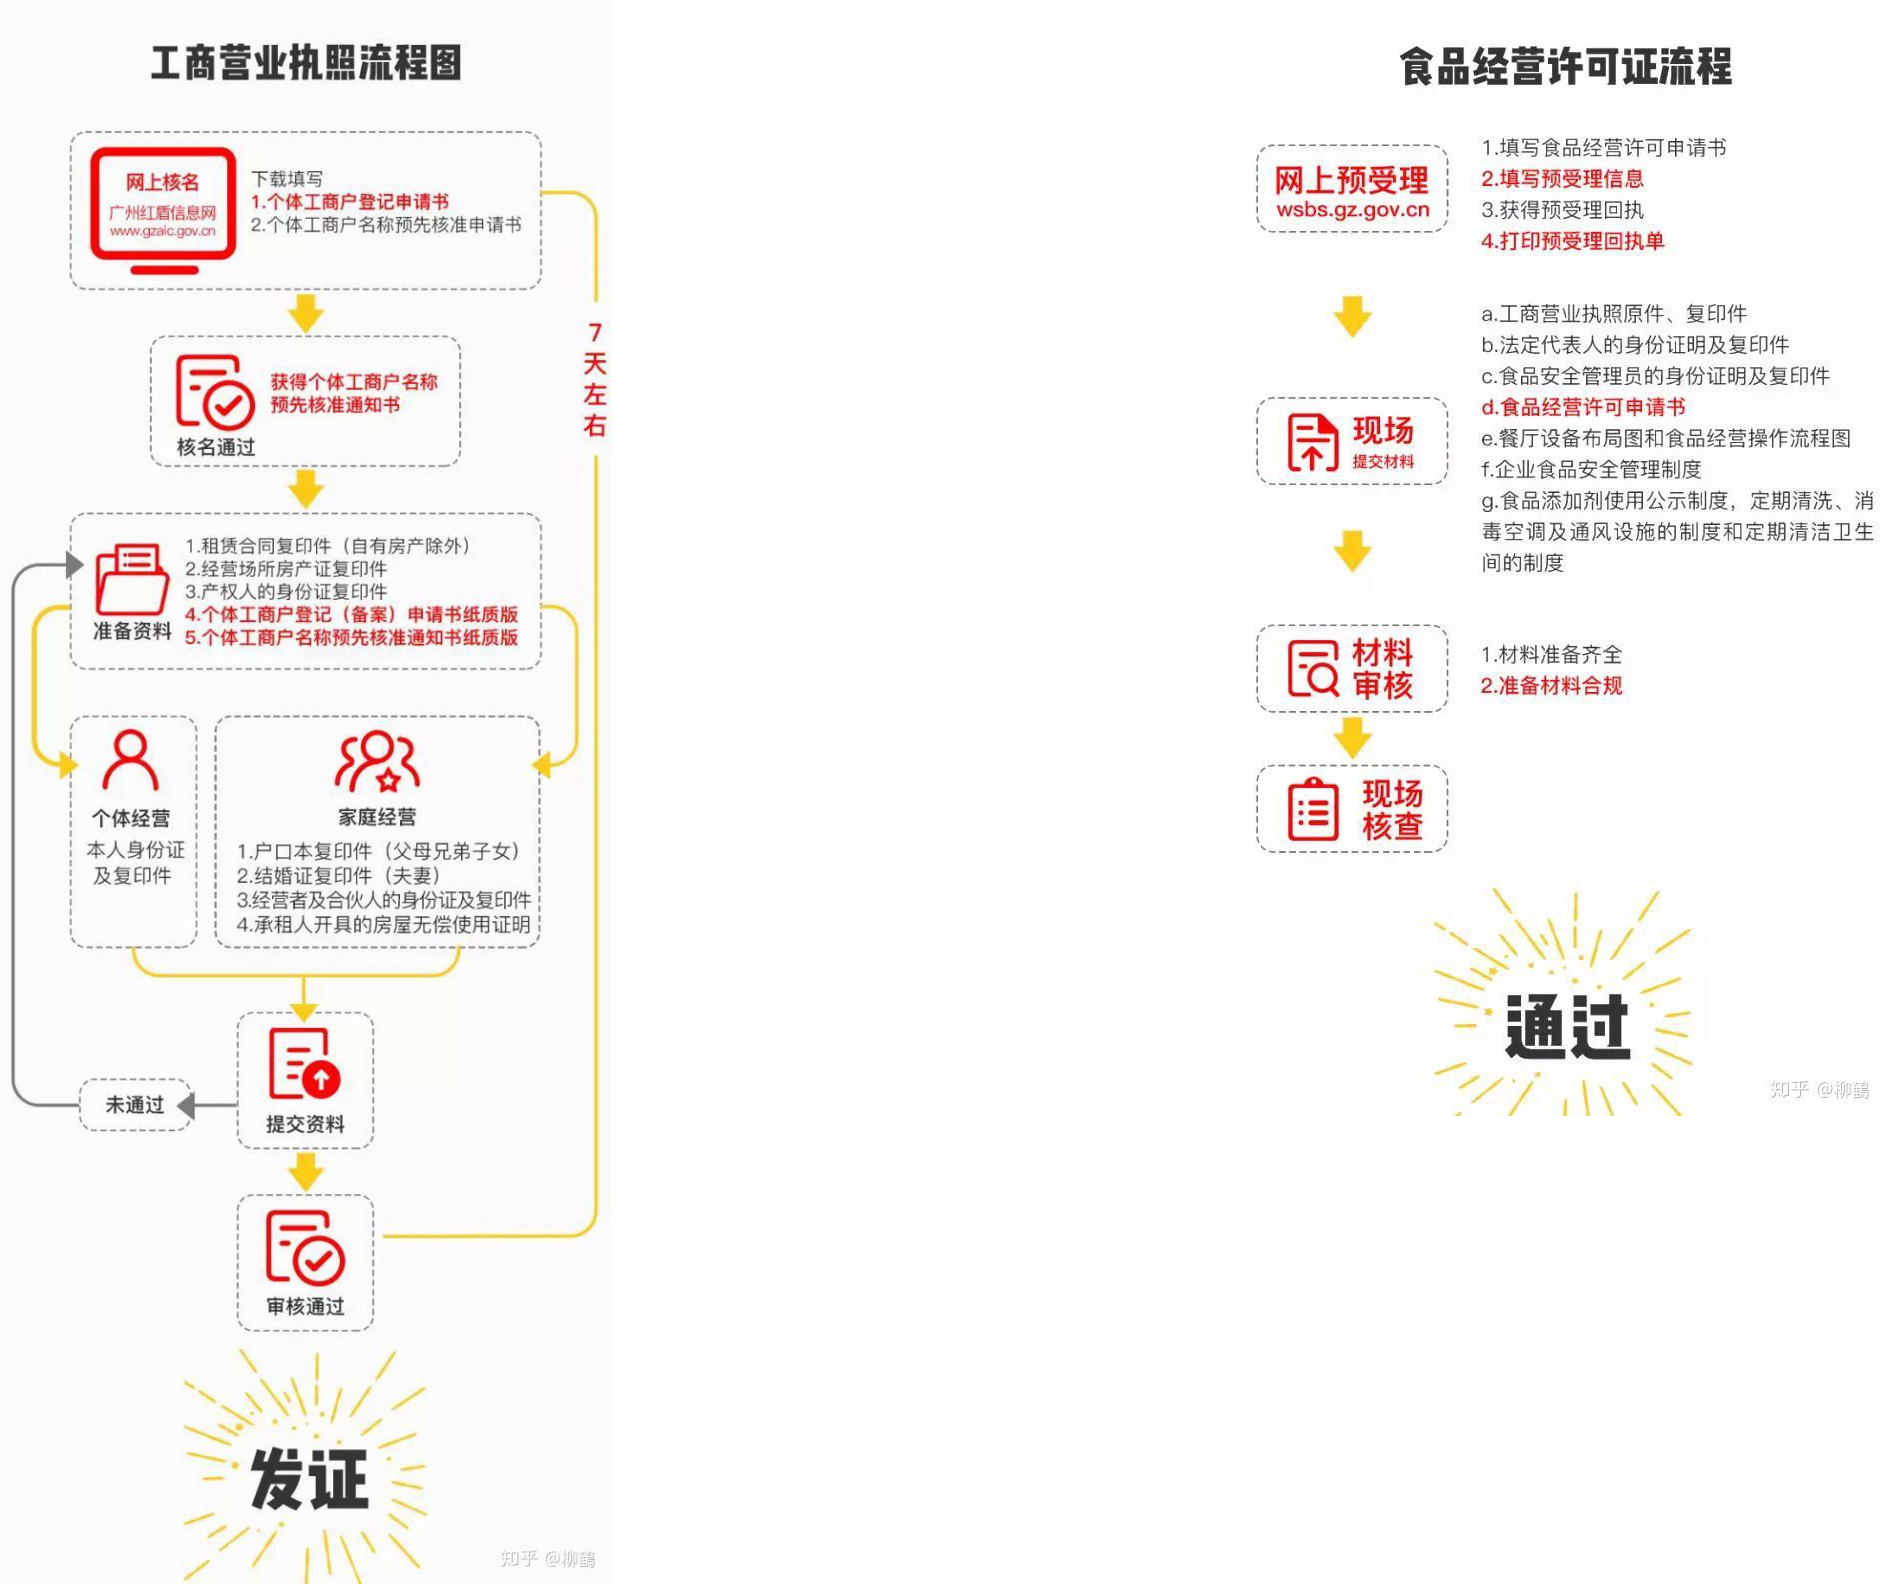 工商营业执照流程图
网上核名
广州红盾信息网
www.gzaic.gov.cn
下载填写
1.个体工商户登记申请书
2.个体工商户名称预先核准申请书
7
天
左
右
获得个体工商户名称
预先核准通知书
核名通过
准备资料
1.租赁合同复印件（自有房产除外）
2.经营场所房产证复印件
3.产权人的身份证复印件
4.个体工商户登记（备案）申请书纸质版
5.个体工商户名称预先核准通知书纸质版
个体经营
本人身份证
及复印件
家庭经营
1.户口本复印件（父母兄弟子女）
2.结婚证复印件（夫妻）
3.经营者及合伙人的身份证及复印件
4.承租人开具的房屋无偿使用证明
未通过
提交资料
审核通过
发证
知乎 @柳鶴
食品经营许可证流程
网上预受理
wsbs.gz.gov.cn
1.填写食品经营许可申请书
2.填写预受理信息
3.获得预受理回执
4.打印预受理回执单
现场
提交材料
a.工商营业执照原件、复印件
b.法定代表人的身份证明及复印件
c.食品安全管理员的身份证明及复印件
d.食品经营许可申请书
e.餐厅设备布局图和食品经营操作流程图
f.企业食品安全管理制度
g.食品添加剂使用公示制度，定期清洗、消
毒空调及通风设施的制度和定期清洁卫生
间的制度
材料
审核
1.材料准备齐全
2.准备材料合规
现场
核查
通过
知乎 @柳鶴